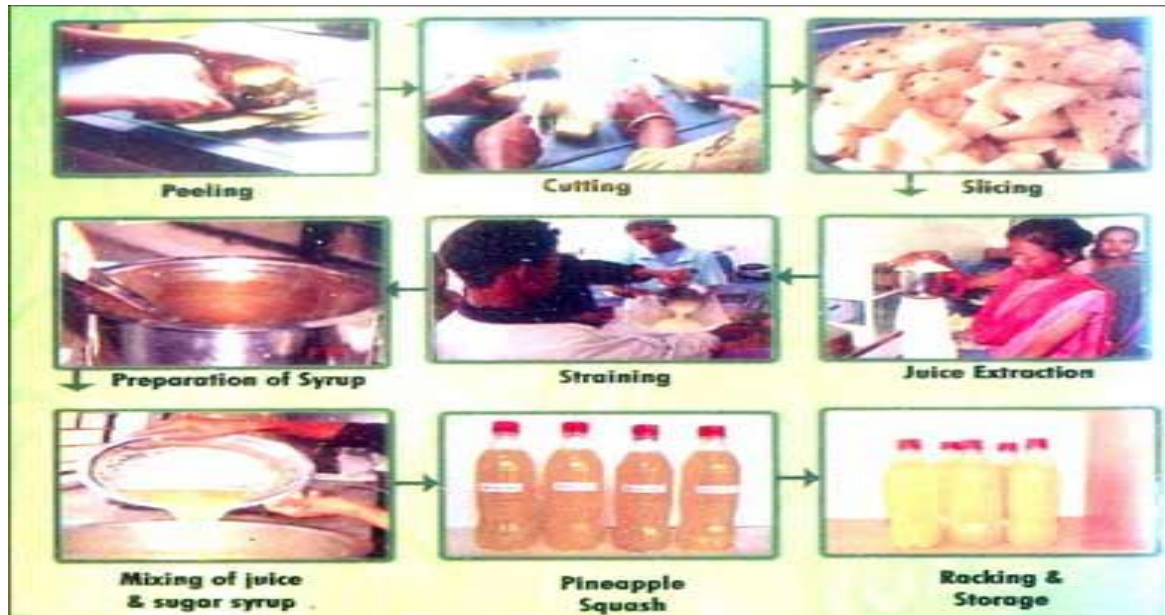 Peeling
Cutting
Slicing
Preparation of Syrup
Straining
Juice Extraction
Mixing of juice
& sugar syrup
Pineapple
Squash
Racking &
Storage